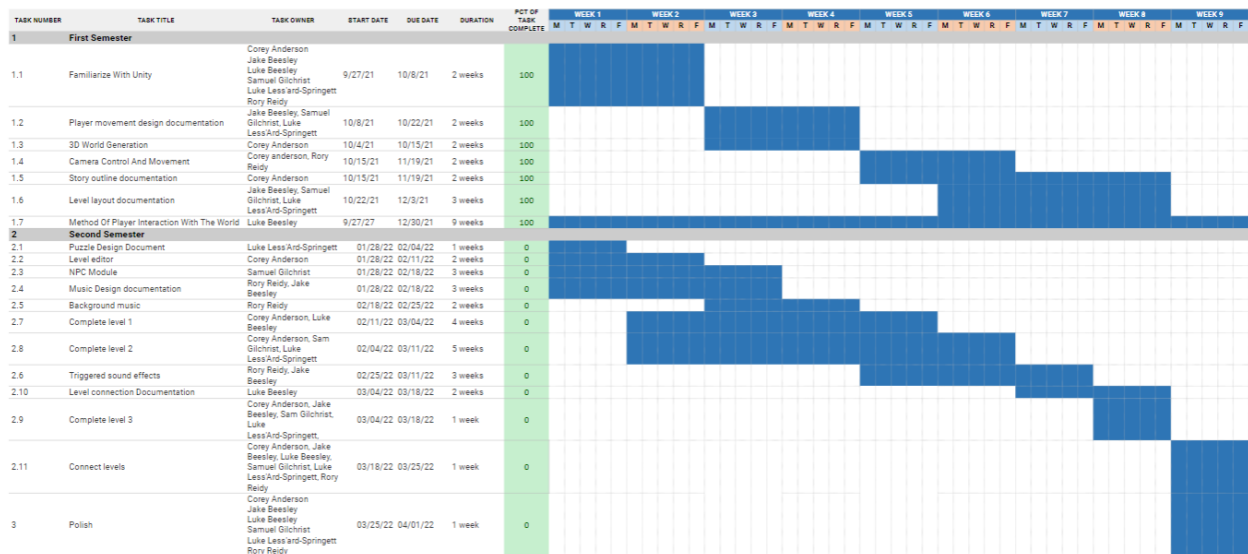 TASK NUMBER TASK TITLE TASK OWNER START DATE DUE DATE DURATION PCT OF TASK COMPLETE WEEK 1 WEEK 2 WEEK 3 WEEK 4 WEEK 5 WEEK 6 WEEK 7 WEEK 8 WEEK 9
M T W R F M T W R F M T W R F M T W R F M T W R F M T W R F M T W R F M T W R F M T W R F
1 First Semester
1.1 Familiarize With Unity Corey Anderson
Jake Beesley
Luke Beesley
Samuel Gilchrist
Luke Less'ard-Springett
Rory Reidy 9/27/21 10/8/21 2 weeks 100
1.2 Player movement design documentation Jake Beesley, Samuel
Gilchrist, Luke
Less'Ard-Springett 10/8/21 10/22/21 2 weeks 100
1.3 3D World Generation Corey Anderson 10/4/21 10/15/21 2 weeks 100
1.4 Camera Control And Movement Corey anderson, Rory
Reidy 10/15/21 11/19/21 2 weeks 100
1.5 Story outline documentation Corey Anderson 10/15/21 11/19/21 2 weeks 100
1.6 Level layout documentation Jake Beesley, Samuel
Gilchrist, Luke
Less'Ard-Springett 10/22/21 12/3/21 3 weeks 100
1.7 Method Of Player Interaction With The World Luke Beesley 9/27/27 12/30/21 9 weeks 100
2 Second Semester
2.1 Puzzle Design Document Luke Less'Ard-Springett 01/28/22 02/04/22 1 weeks 0
2.2 Level editor Corey Anderson 01/28/22 02/11/22 2 weeks 0
2.3 NPC Module Samuel Gilchrist 01/28/22 02/18/22 3 weeks 0
2.4 Music Design documentation Rory Reidy, Jake
Beesley 01/28/22 02/18/22 3 weeks 0
2.5 Background music Rory Reidy 02/18/22 02/25/22 2 weeks 0
2.7 Complete level 1 Corey Anderson, Luke
Beesley 02/11/22 03/04/22 4 weeks 0
2.8 Complete level 2 Corey Anderson, Sam
Gilchrist, Luke
Less'Ard-Springett 02/04/22 03/11/22 5 weeks 0
2.6 Triggered sound effects Rory Reidy, Jake
Beesley 02/25/22 03/11/22 3 weeks 0
2.10 Level connection Documentation Luke Beesley 03/04/22 03/18/22 2 weeks 0
2.9 Complete level 3 Corey Anderson, Jake
Beesley, Sam Gilchrist,
Luke
Less'Ard-Springett, 03/04/22 03/18/22 1 week 0
2.11 Connect levels Corey Anderson, Jake
Beesley, Luke Beesley,
Samuel Gilchrist, Luke
Less'Ard-Springett, Rory
Reidy 03/18/22 03/25/22 1 week 0
3 Polish Corey Anderson
Jake Beesley
Luke Beesley
Samuel Gilchrist
Luke Less'ard-Springett
Rory Reidy 03/25/22 04/01/22 1 week 0